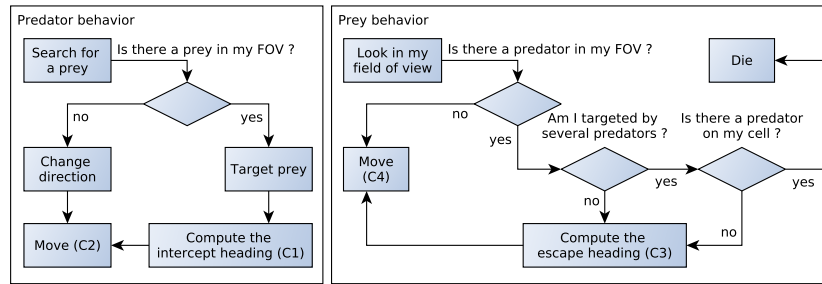 Predator behavior
Search for
a prey
Is there a prey in my FOV ?
no
yes
Change
direction
Target prey
Move (C2)
Compute the
intercept heading (C1)
Prey behavior
Look in my
field of view
Is there a predator in my FOV ?
Die
no
yes
Am I targeted by
several predators ?
Is there a predator
on my cell ?
Move
(C4)
yes
yes
no
no
Compute the
escape heading (C3)